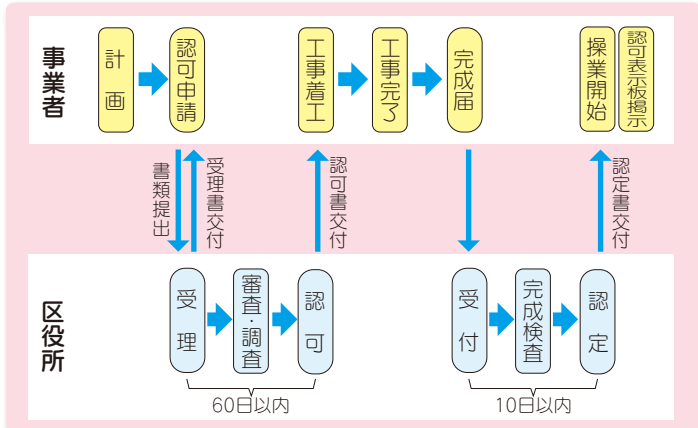 事業者
計画
認可申請
工事着工
工事完了
完成届
操業開始
認可表示板掲示
書類提出
受理書交付
認可書交付
認定書交付
区役所
受理
審査・調査
認可
受付
完成検査
認定
60日以内
10日以内